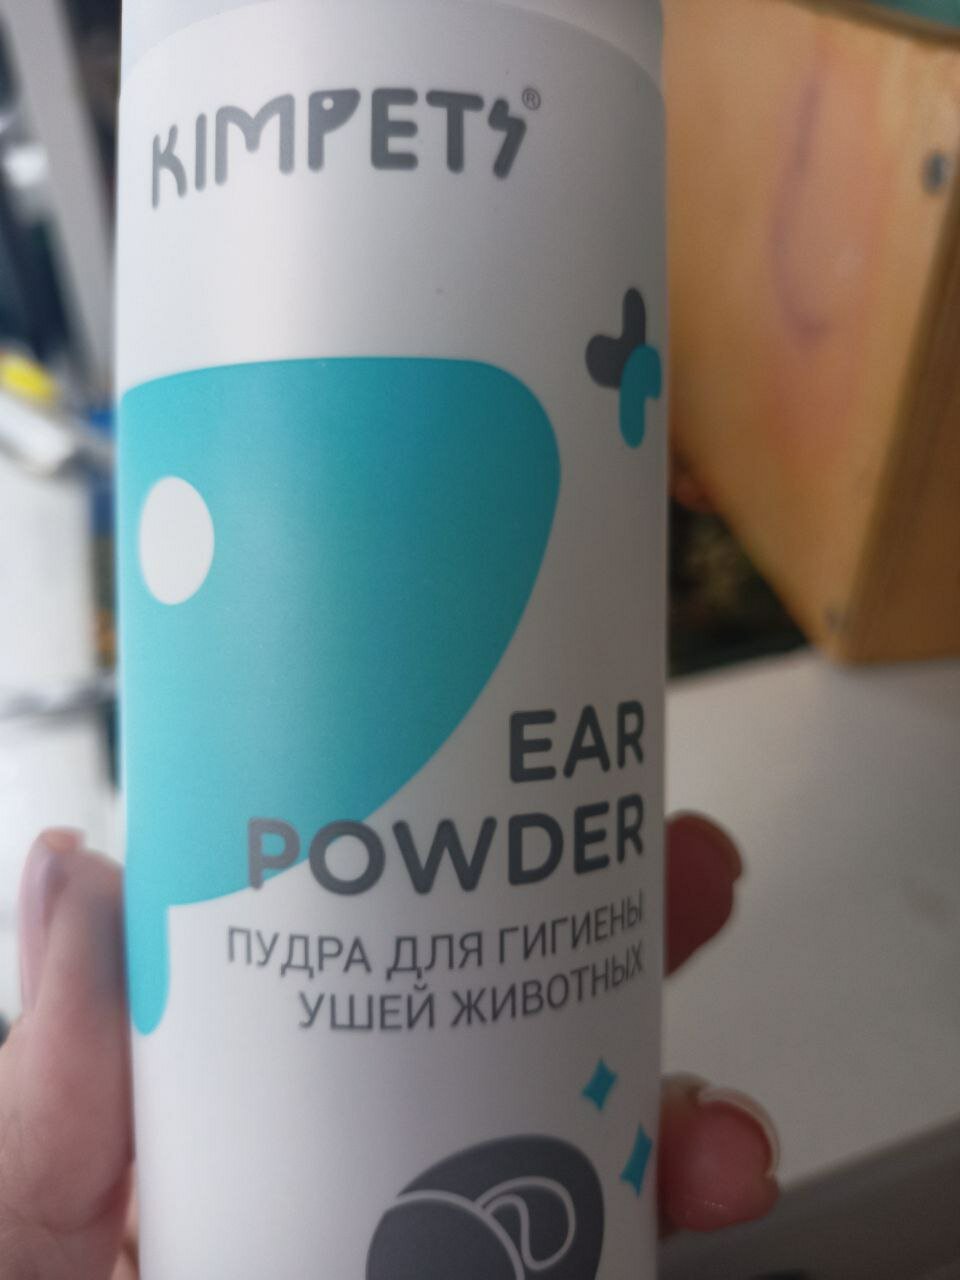 KIMPETS®
EAR
POWDER
ПУДРА ДЛЯ ГИГИЕНЫ
УШЕЙ ЖИВОТНЫХ